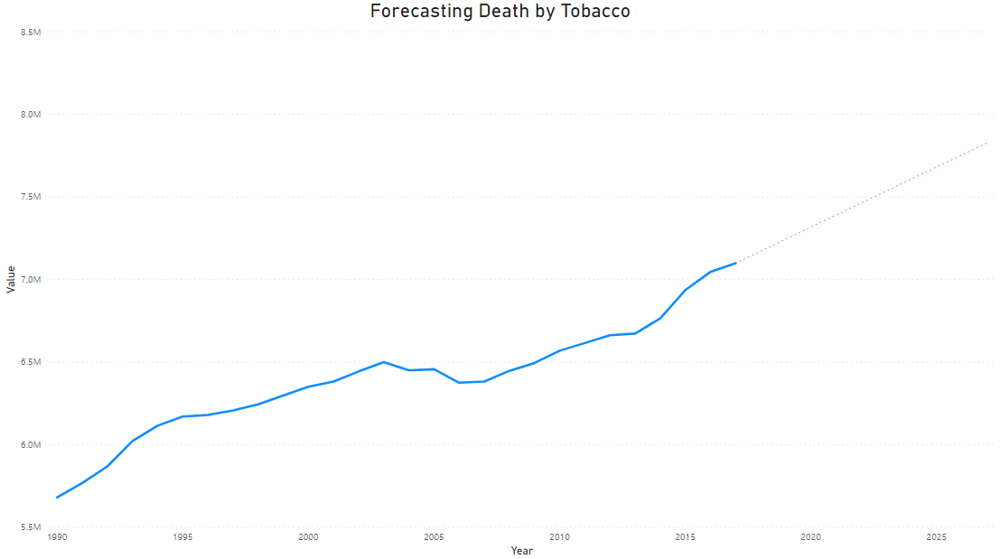 Forecasting Death by Tobacco
8.5M
8.0M
7.5M
7.0M
6.5M
6.0M
5.5M
Value
1990 1995 2000 2005 2010 2015 2020 2025
Year